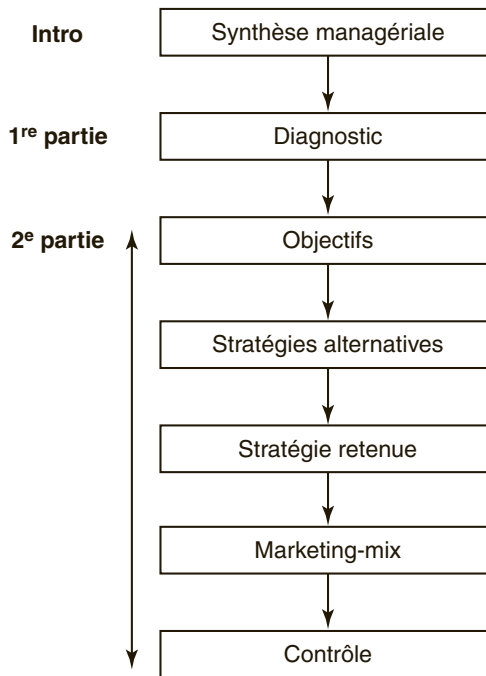 Intro
Synthèse managériale
1re partie
Diagnostic
2e partie
Objectifs
Stratégies alternatives
Stratégie retenue
Marketing-mix
Contrôle